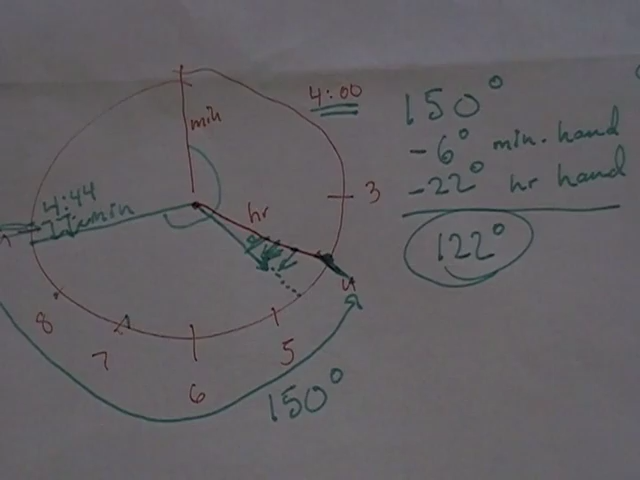 4:00
min
150°
-6° min. hand
-22° hr hand
122°
3
4:44
min
hr
4
8
7
6
5
150°